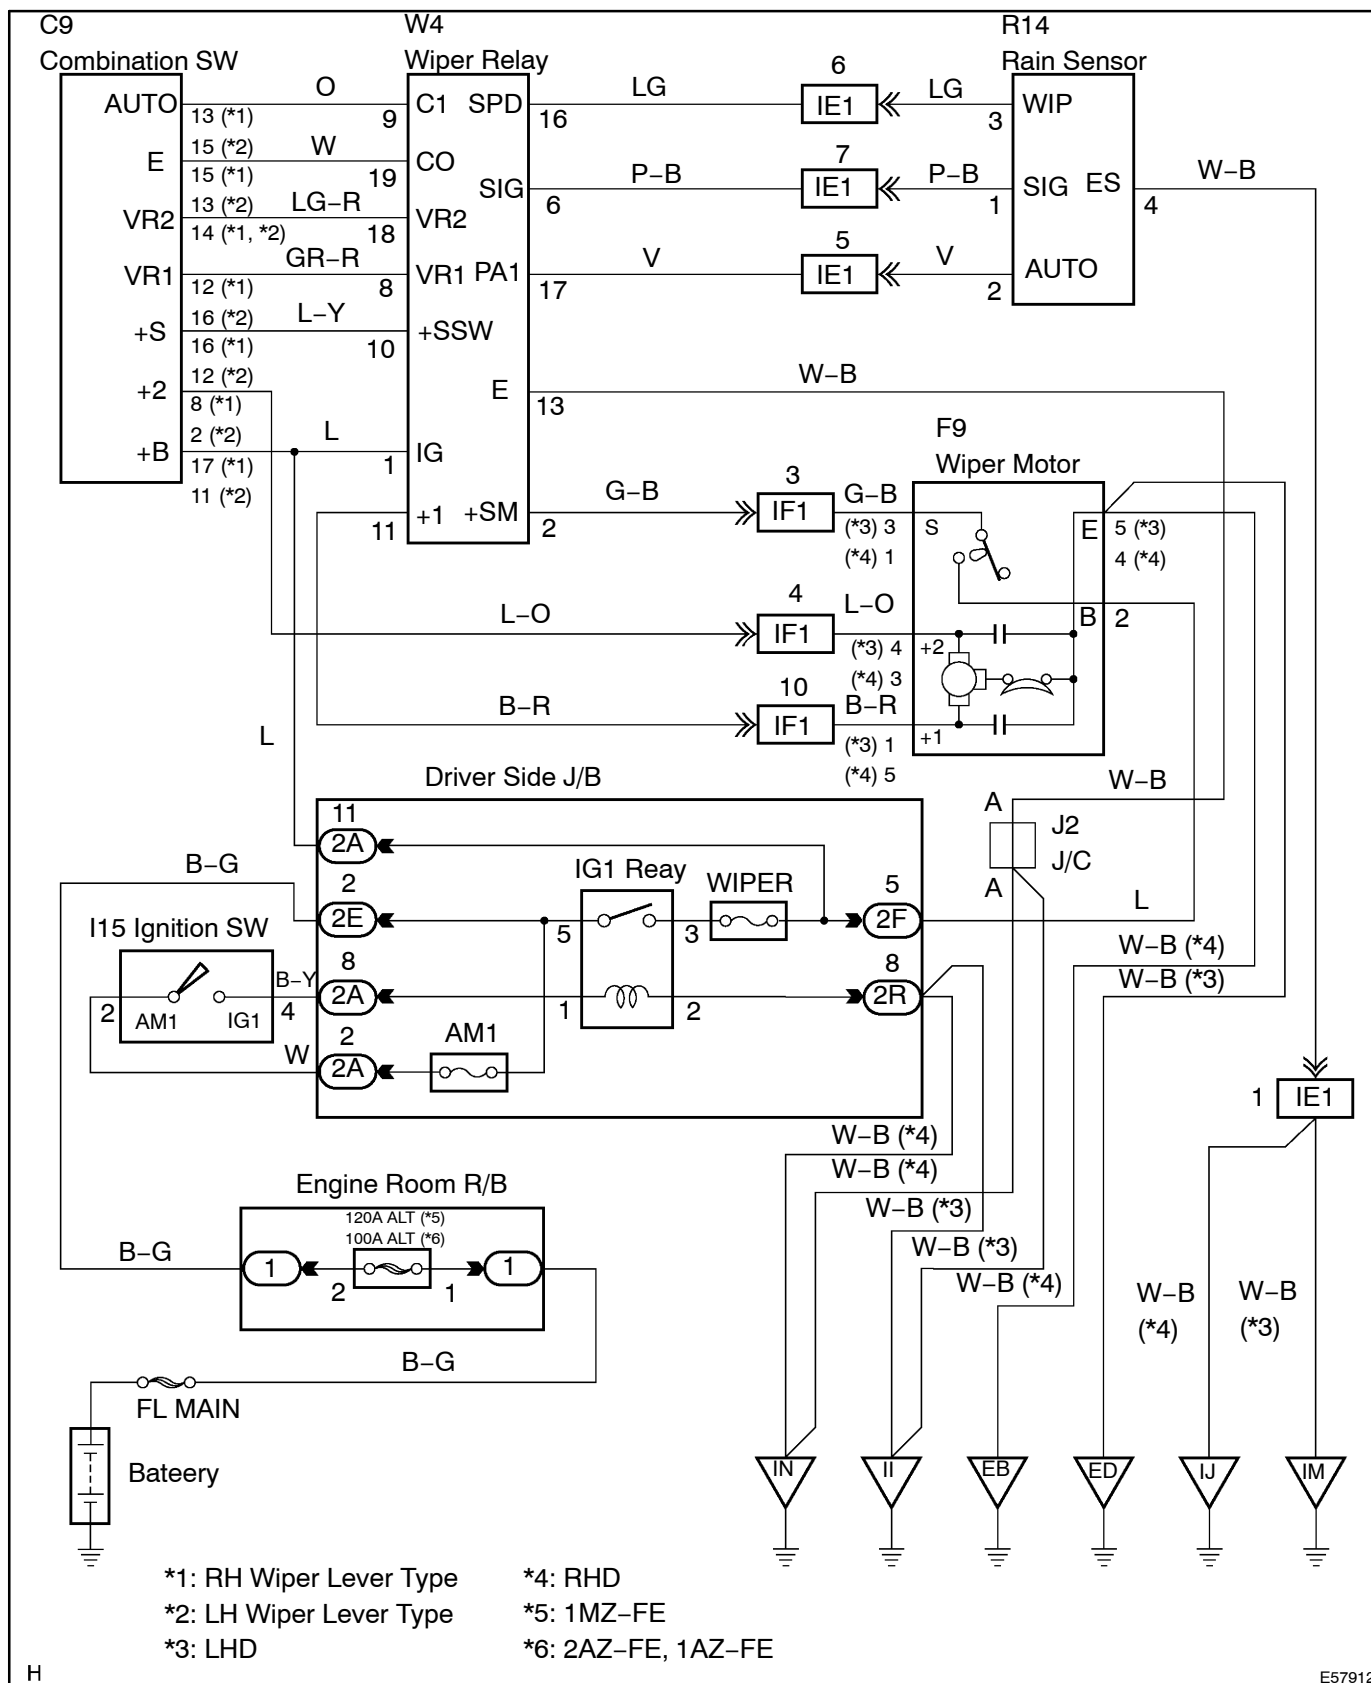 C9
Combination SW
W4
Wiper Relay
R14
Rain Sensor
AUTO
13 (*1)
15 (*2)
O
9
C1
SPD
16
LG
6
IE1
LG
3
WIP
E
15 (*1)
13 (*2)
W
19
CO
SIG
6
P–B
7
IE1
P–B
1
SIG
ES
4
W–B
VR2
14 (*1, *2)
LG–R
18
VR2
VR1
12 (*1)
16 (*2)
GR–R
8
VR1
PA1
17
V
5
IE1
V
2
AUTO
+S
16 (*1)
12 (*2)
L–Y
10
+SSW
+2
8 (*1)
2 (*2)
E
13
W–B
+B
17 (*1)
11 (*2)
L
1
IG
F9
Wiper Motor
11
+1
+SM
2
G–B
3
IF1
G–B
(*3) 3
(*4) 1
S
E
5 (*3)
4 (*4)
L–O
4
IF1
L–O
(*3) 4
(*4) 3
+2
B
2
B–R
10
IF1
B–R
(*3) 1
(*4) 5
+1
L
Driver Side J/B
W–B
A
J2
J/C
A
11
2A
B–G
2
2E
IG1 Reay
5
3
WIPER
5
2F
L
I15 Ignition SW
2
AM1
IG1
4
B–Y
8
2A
1
2
8
2R
W–B (*4)
W–B (*3)
W
2
2A
AM1
1
IE1
W–B (*4)
W–B (*4)
W–B (*3)
W–B (*3)
W–B (*4)
Engine Room R/B
120A ALT (*5)
100A ALT (*6)
B–G
1
2
1
1
W–B
(*4)
W–B
(*3)
B–G
FL MAIN
Bateery
IN
II
EB
ED
IJ
IM
*1: RH Wiper Lever Type
*4: RHD
*2: LH Wiper Lever Type
*5: 1MZ–FE
*3: LHD
*6: 2AZ–FE, 1AZ–FE
H
E57912